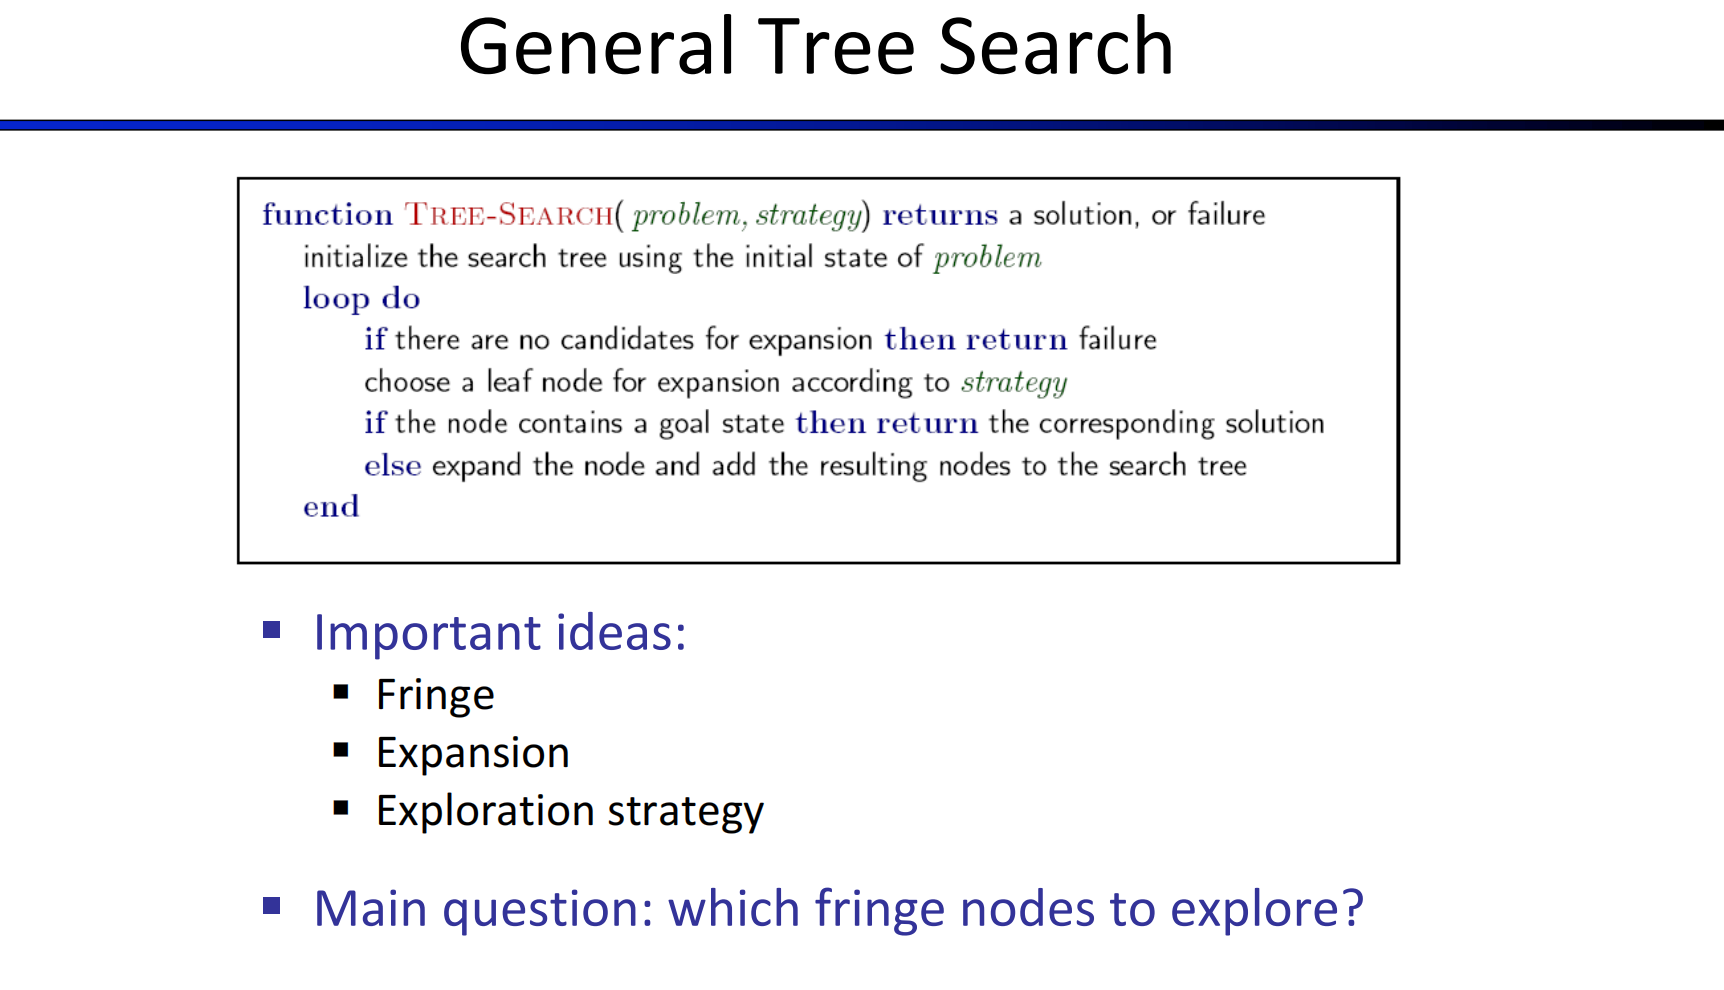 General Tree Search
function TREE-SEARCH( problem, strategy) returns a solution, or failure
initialize the search tree using the initial state of problem
loop do
if there are no candidates for expansion then return failure
choose a leaf node for expansion according to strategy
if the node contains a goal state then return the corresponding solution
else expand the node and add the resulting nodes to the search tree
end
Important ideas:
Fringe
Expansion
Exploration strategy
Main question: which fringe nodes to explore?